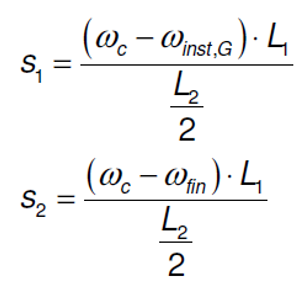 s₁ = (ω_c − ω_inst,G) · L₁ / (L₂ / 2)
s₂ = (ω_c − ω_fin) · L₁ / (L₂ / 2)